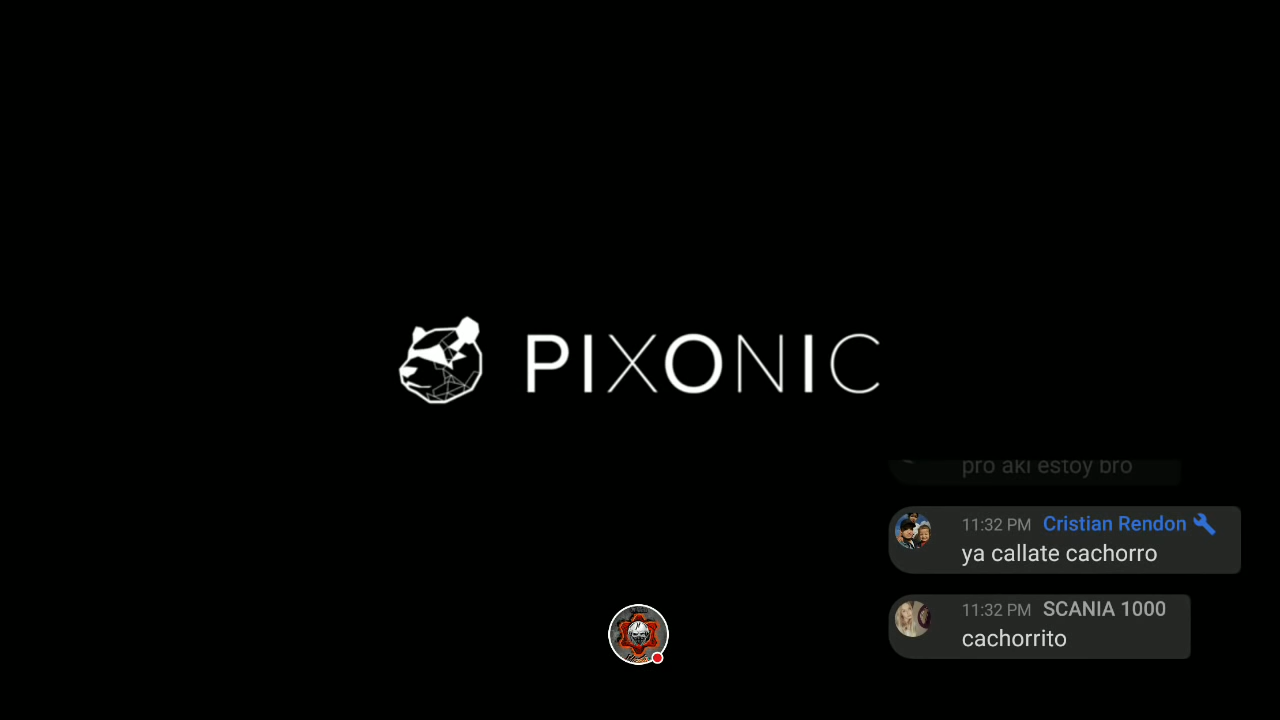 PIXONIC
pro aki estoy bro
11:32 PM Cristian Rendon
ya callate cachorro
11:32 PM SCANIA 1000
cachorrito